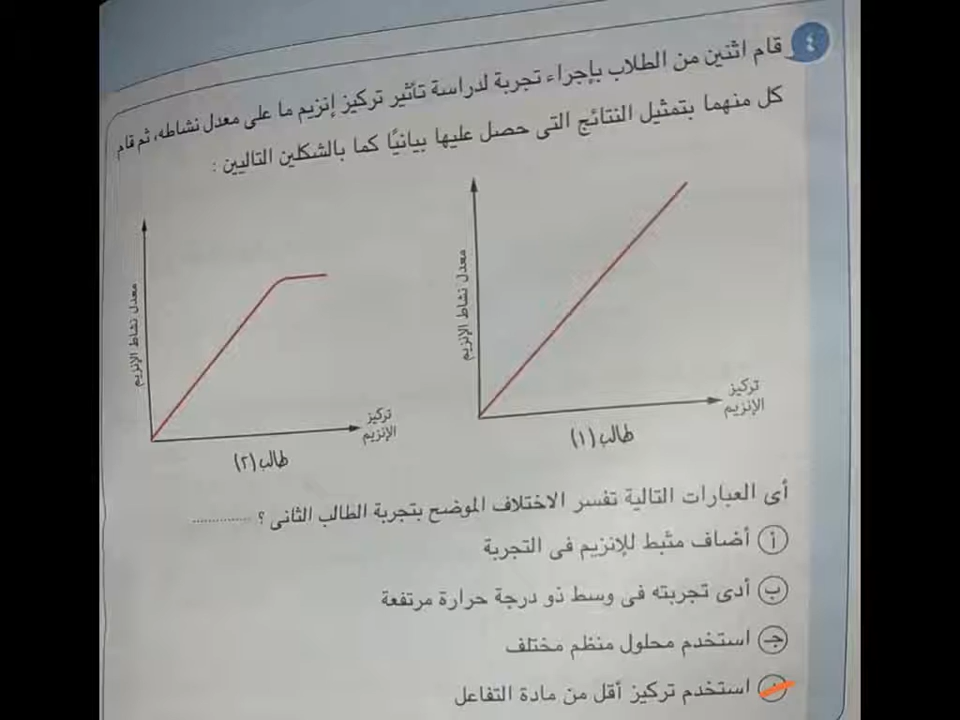 ٤
قام اثنين من الطلاب بإجراء تجربة لدراسة تأثير تركيز إنزيم ما على معدل نشاطه، ثم قام
كل منهما بتمثيل النتائج التى حصل عليها بيانيًا كما بالشكلين التاليين :
معدل نشاط الإنزيم
تركيز
الإنزيم
طالب (١)
معدل نشاط الإنزيم
تركيز
الإنزيم
طالب (٢)
أى العبارات التالية تفسر الاختلاف الموضح بتجربة الطالب الثانى ؟ ..............
أ أضاف مثبط للإنزيم فى التجربة
ب أدى تجربته فى وسط ذو درجة حرارة مرتفعة
جـ استخدم محلول منظم مختلف
استخدم تركيز أقل من مادة التفاعل